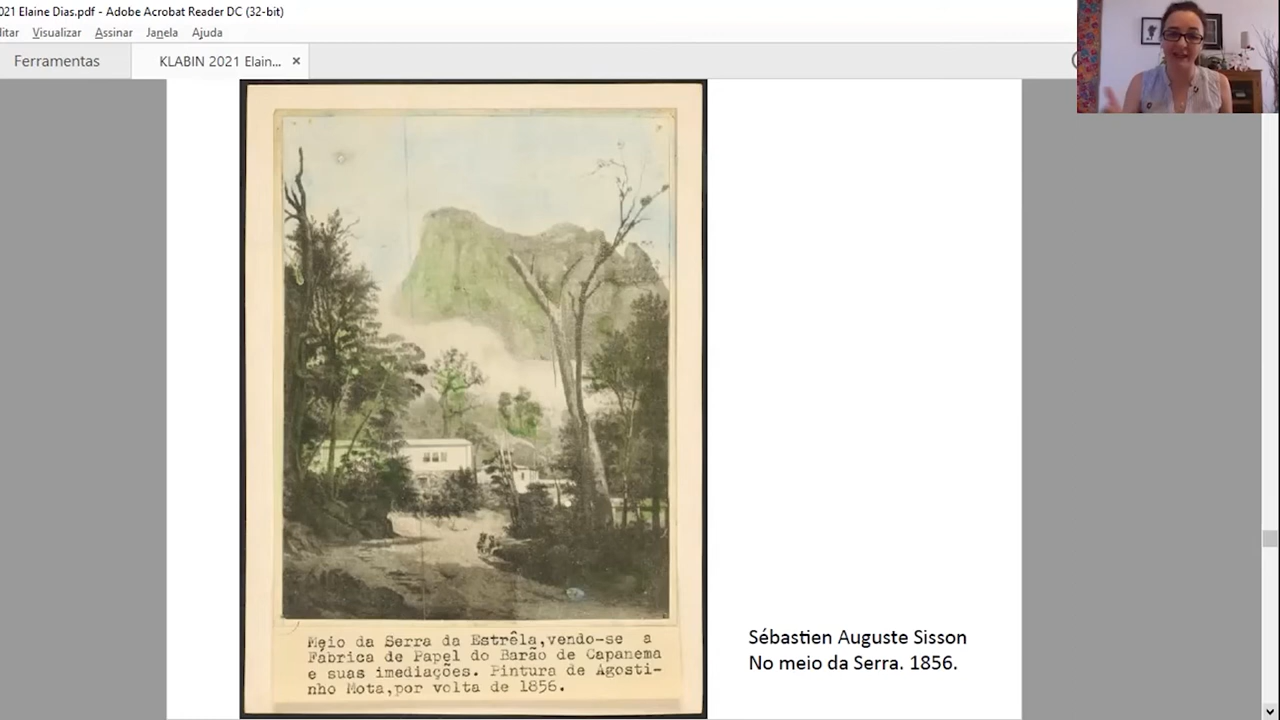 021 Elaine Dias.pdf - Adobe Acrobat Reader DC (32-bit)
itar Visualizar Assinar Janela Ajuda
Ferramentas KLABIN 2021 Elain... ×
Meio da Serra da Estrêla,vendo-se a
Fábrica de Papel do Barão de Capanema
e suas imediações. Pintura de Agosti-
nho Mota,por volta de 1856.
Sébastien Auguste Sisson
No meio da Serra. 1856.